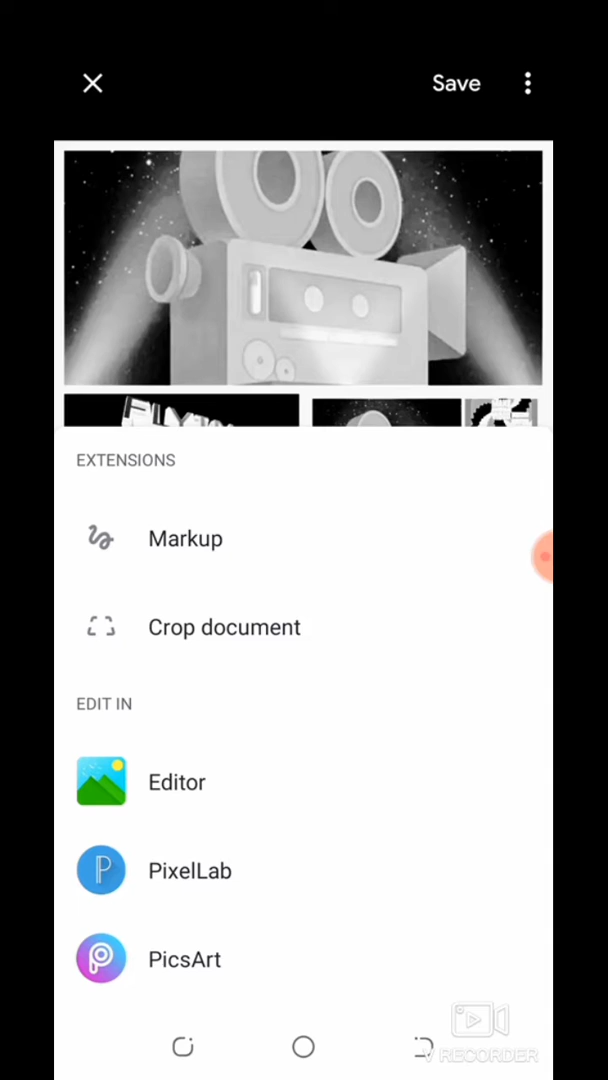 Save
EXTENSIONS
Markup
Crop document
EDIT IN
Editor
PixelLab
PicsArt
V RECORDER